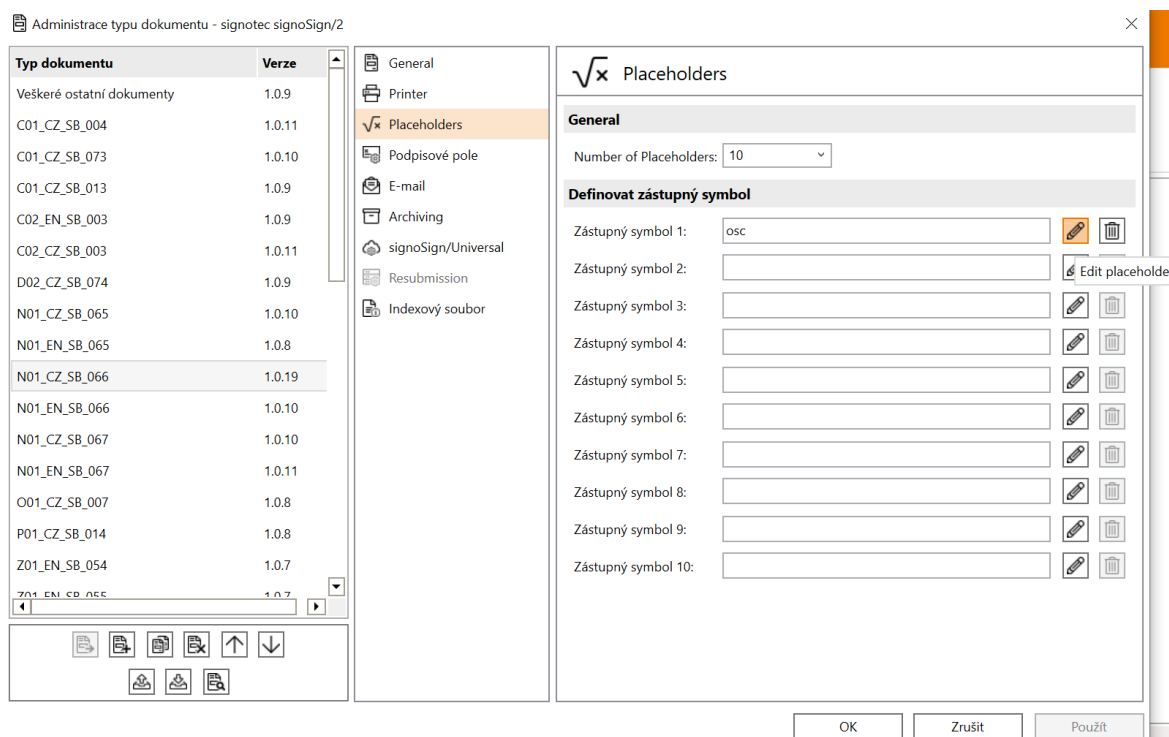 Administrace typu dokumentu - signotec signoSign/2
Typ dokumentu Verze
Veškeré ostatní dokumenty 1.0.9
C01_CZ_SB_004 1.0.11
C01_CZ_SB_073 1.0.10
C01_CZ_SB_013 1.0.9
C02_EN_SB_003 1.0.9
C02_CZ_SB_003 1.0.11
D02_CZ_SB_074 1.0.9
N01_CZ_SB_065 1.0.10
N01_EN_SB_065 1.0.8
N01_CZ_SB_066 1.0.19
N01_EN_SB_066 1.0.10
N01_CZ_SB_067 1.0.10
N01_EN_SB_067 1.0.11
O01_CZ_SB_007 1.0.8
P01_CZ_SB_014 1.0.8
Z01_EN_SB_054 1.0.7
Z01_EN_SB_055 1.0.7
General
Printer
Placeholders
Podpisové pole
E-mail
Archiving
signoSign/Universal
Resubmission
Indexový soubor
Placeholders
General
Number of Placeholders: 10
Definovat zástupný symbol
Zástupný symbol 1: osc
Zástupný symbol 2:
Edit placeholde
Zástupný symbol 3:
Zástupný symbol 4:
Zástupný symbol 5:
Zástupný symbol 6:
Zástupný symbol 7:
Zástupný symbol 8:
Zástupný symbol 9:
Zástupný symbol 10:
OK Zrušit Použít